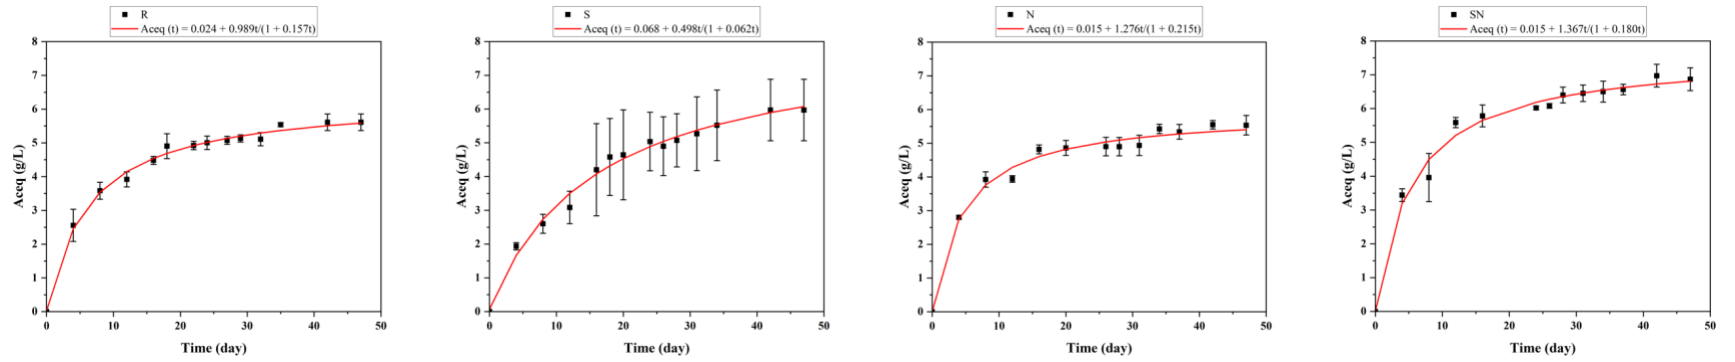 R
Aceq (t) = 0.024 + 0.989t/(1 + 0.157t)
8
7
6
5
4
3
2
1
0
Aceq (g/L)
0 10 20 30 40 50
Time (day)
S
Aceq (t) = 0.068 + 0.498t/(1 + 0.062t)
8
7
6
5
4
3
2
1
0
Aceq (g/L)
0 10 20 30 40 50
Time (day)
N
Aceq (t) = 0.015 + 1.276t/(1 + 0.215t)
8
7
6
5
4
3
2
1
0
Aceq (g/L)
0 10 20 30 40 50
Time (day)
SN
Aceq (t) = 0.015 + 1.367t/(1 + 0.180t)
8
7
6
5
4
3
2
1
0
Aceq (g/L)
0 10 20 30 40 50
Time (day)